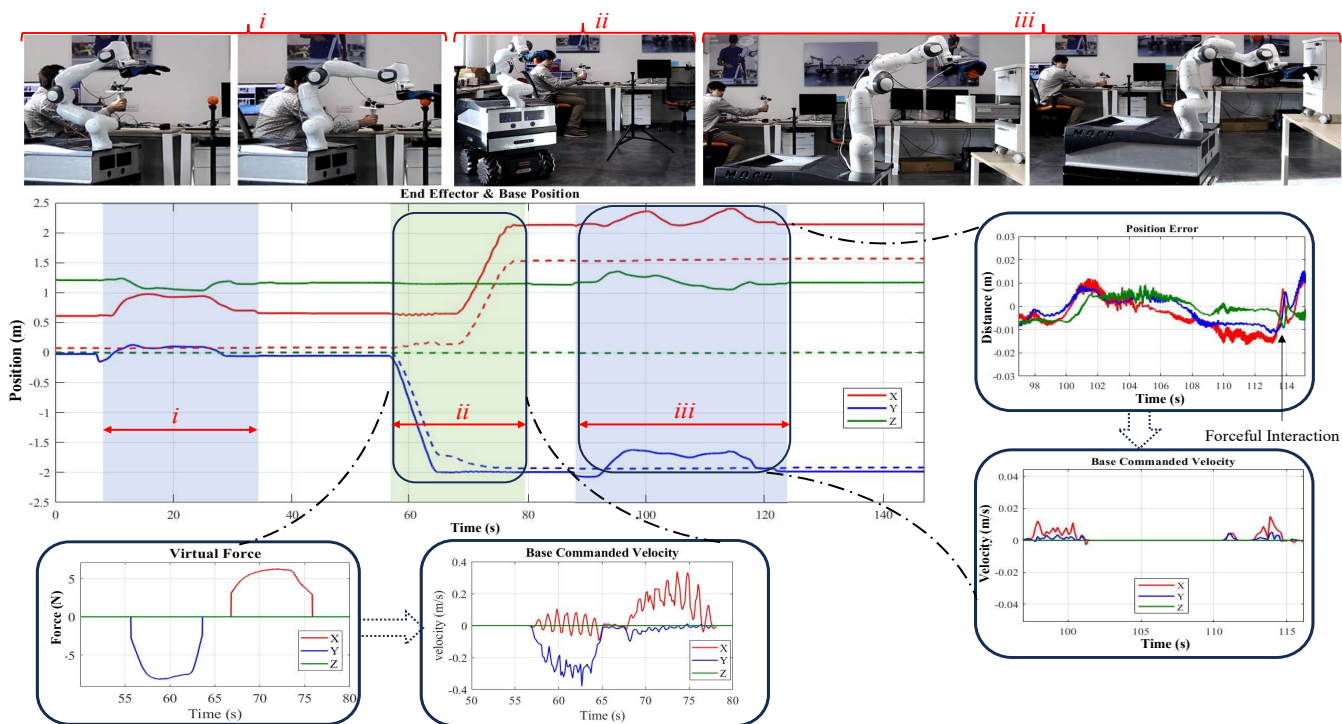 i
ii
iii
MOCA
MOCA
End Effector & Base Position
2.5
2
1.5
1
0.5
0
-0.5
-1
-1.5
-2
-2.5
Position (m)
i
ii
iii
X
Y
Z
0 20 40 60 80 100 120 140
Time (s)
Position Error
0.03
0.02
0.01
0
-0.01
-0.02
-0.03
Distance (m)
98 100 102 104 106 108 110 112 114
Time (s)
Forceful Interaction
Virtual Force
5
0
-5
Force (N)
X
Y
Z
55 60 65 70 75 80
Time (s)
Base Commanded Velocity
0.4
0.2
0
-0.2
-0.4
velocity (m/s)
X
Y
Z
50 55 60 65 70 75 80
Time (s)
Base Commanded Velocity
0.04
0.02
0
-0.02
-0.04
Velocity (m/s)
X
Y
Z
100 105 110 115
Time (s)